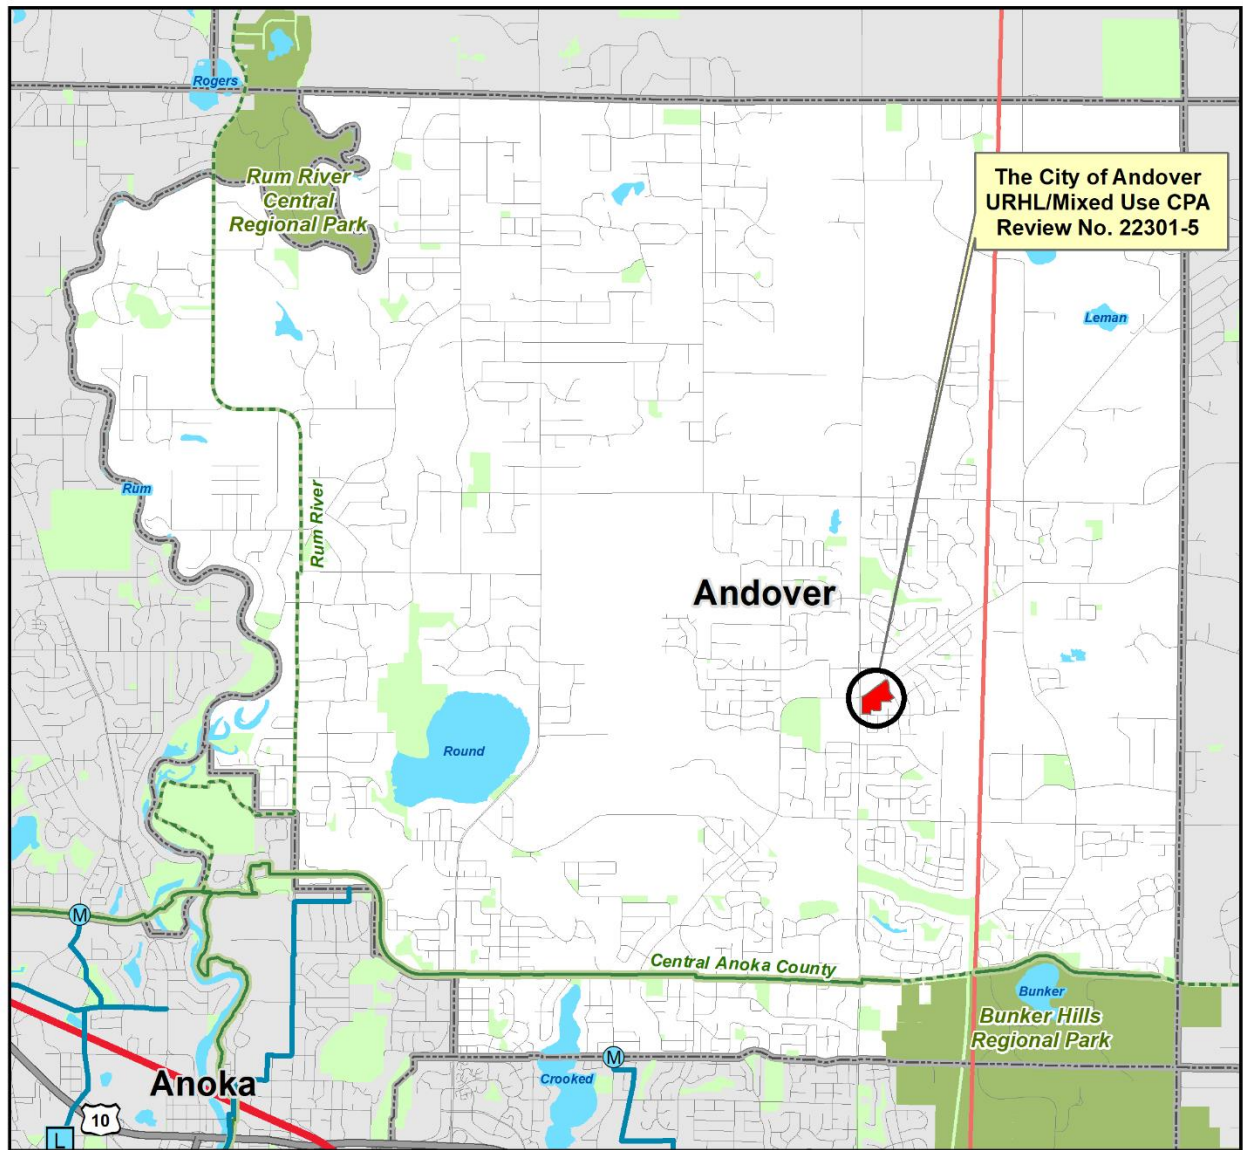 Rogers
Rum River
Central
Regional Park
The City of Andover
URHL/Mixed Use CPA
Review No. 22301-5
Leman
Rum
Rum River
Andover
Round
M
Central Anoka County
Bunker
Bunker Hills
Regional Park
M
Crooked
Anoka
10
L